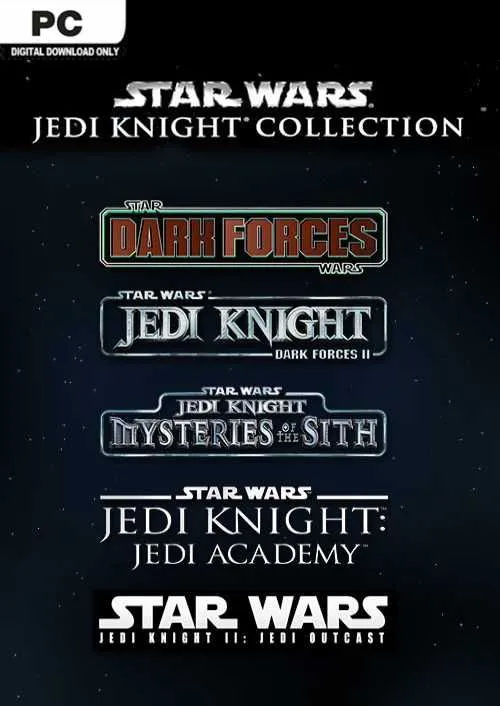 PC
DIGITAL DOWNLOAD ONLY
STAR WARS
JEDI KNIGHT® COLLECTION
STAR
DARK FORCES
WARS
STAR WARS
JEDI KNIGHT
DARK FORCES II
STAR WARS
JEDI KNIGHT
MYSTERIES OF THE SITH
STAR WARS
JEDI KNIGHT:
JEDI ACADEMY™
STAR WARS
JEDI KNIGHT II: JEDI OUTCAST